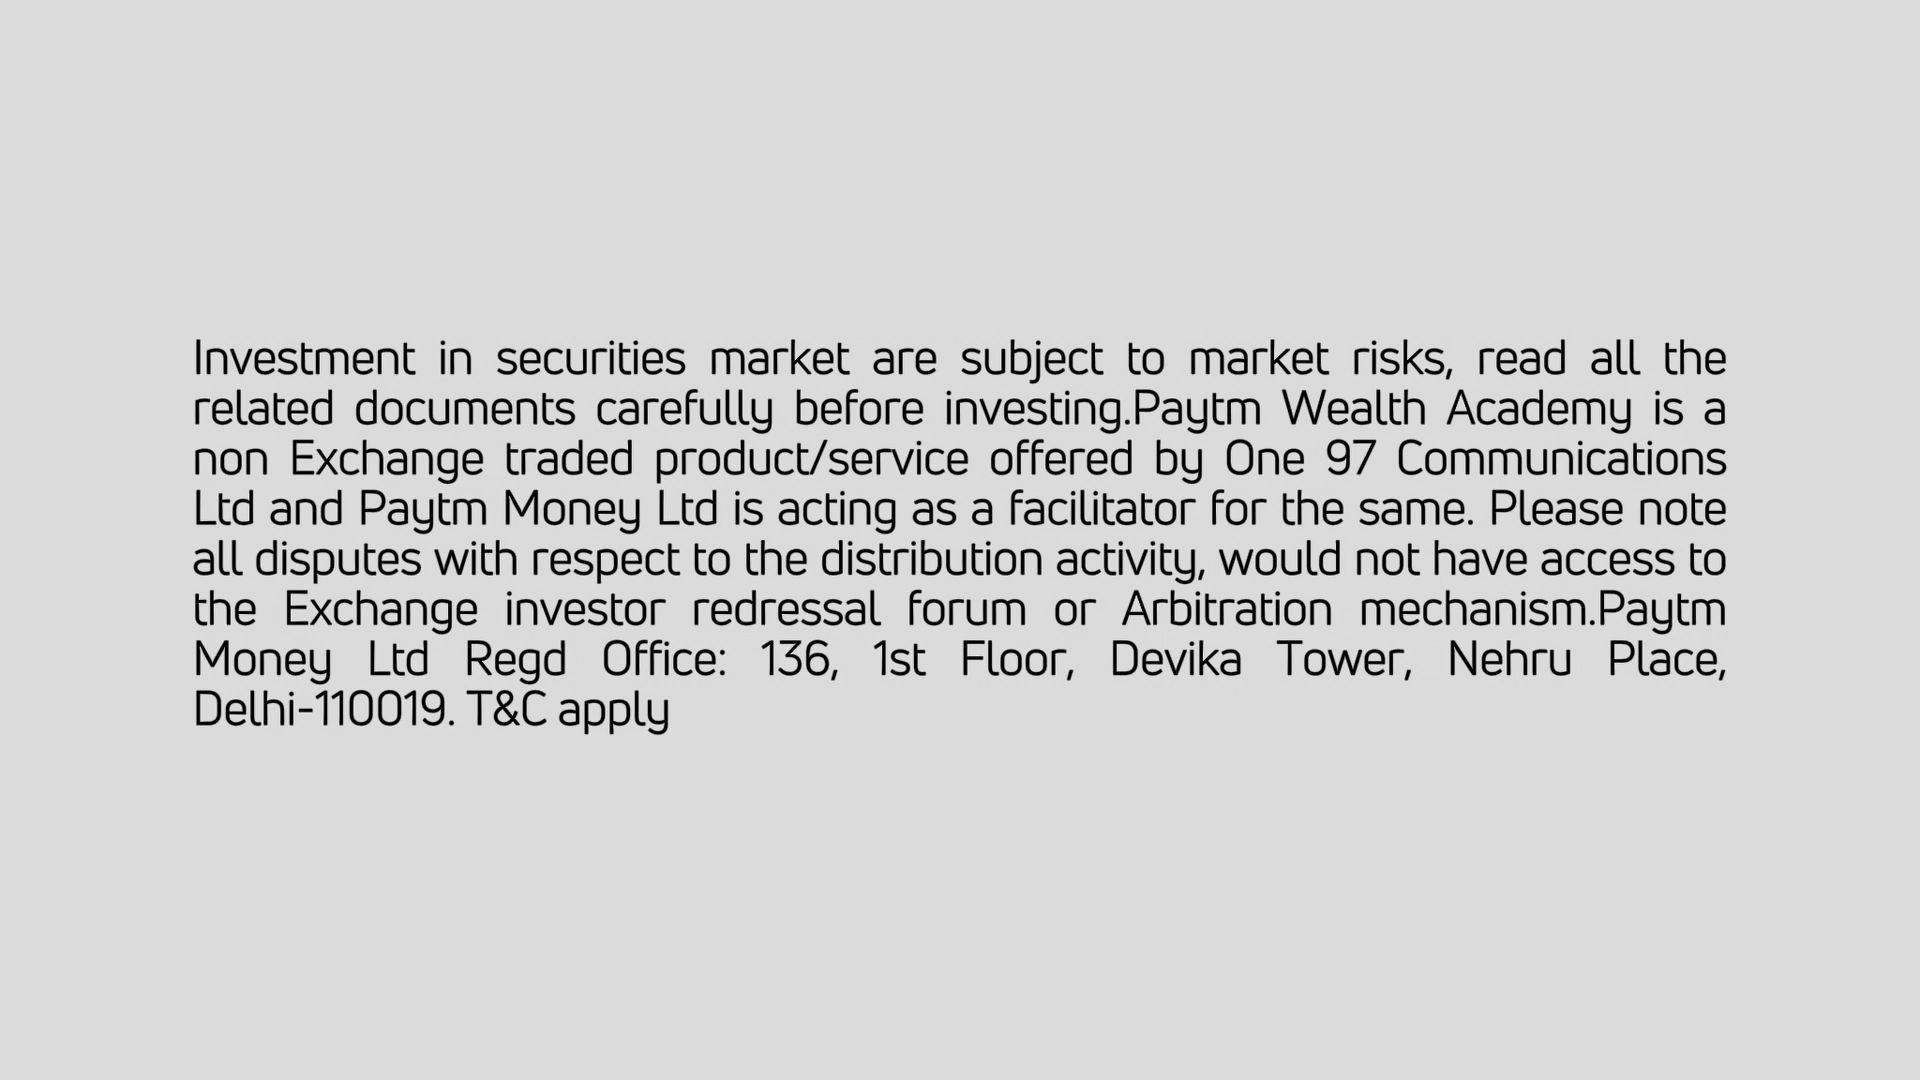 Investment in securities market are subject to market risks, read all the
related documents carefully before investing.Paytm Wealth Academy is a
non Exchange traded product/service offered by One 97 Communications
Ltd and Paytm Money Ltd is acting as a facilitator for the same. Please note
all disputes with respect to the distribution activity, would not have access to
the Exchange investor redressal forum or Arbitration mechanism.Paytm
Money Ltd Regd Office: 136, 1st Floor, Devika Tower, Nehru Place,
Delhi-110019. T&C apply